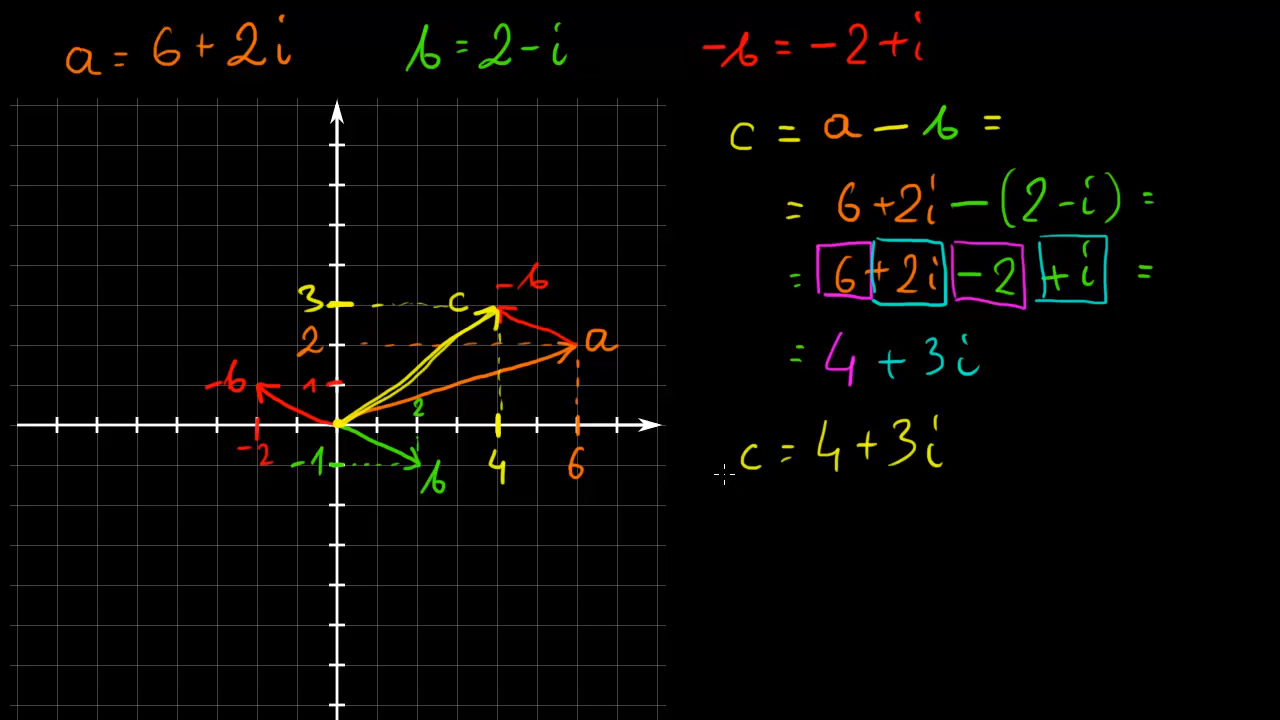 a = 6 + 2i
b = 2 - i
-b = -2 + i
c = a - b =
= 6 + 2i - (2 - i) =
= 6 + 2i - 2 + i =
= 4 + 3i
c = 4 + 3i
3
c
-b
2
a
-b
1
2
-2
-1
b
4
6